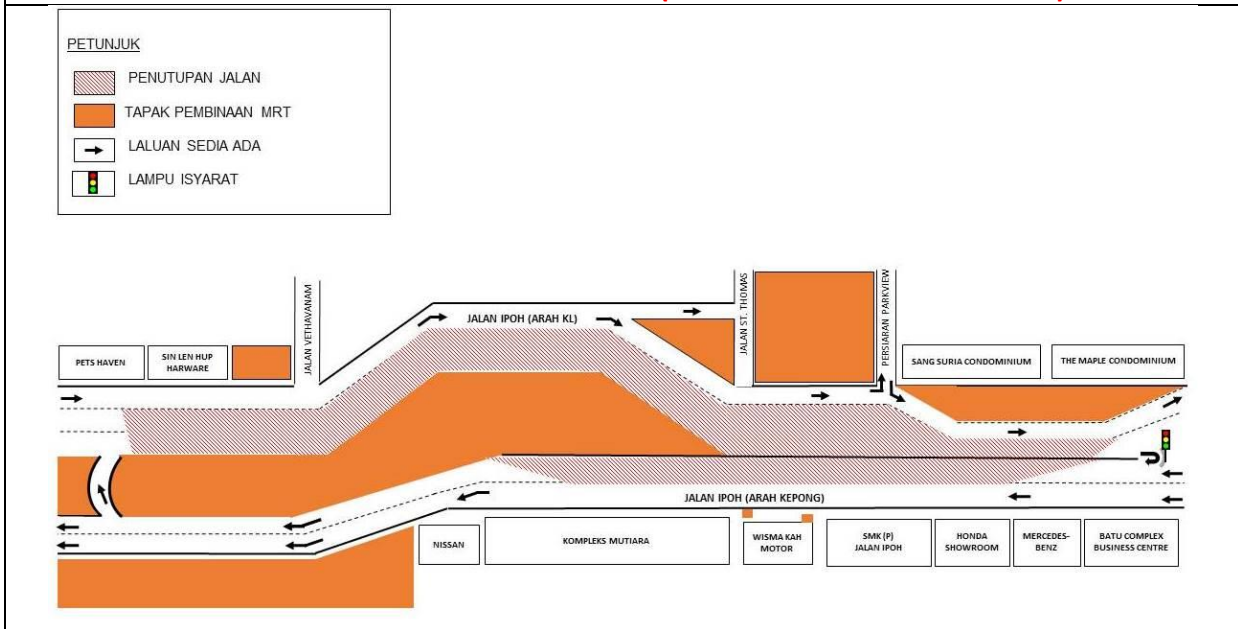 PETUNJUK
PENUTUPAN JALAN
TAPAK PEMBINAAN MRT
LALUAN SEDIA ADA
LAMPU ISYARAT
JALAN VETHAVANAM
JALAN IPOH (ARAH KL)
JALAN ST. THOMAS
PERSIARAN PARKVIEW
PETS HAVEN
SIN LEN HUP
HARWARE
SANG SURIA CONDOMINIUM
THE MAPLE CONDOMINIUM
JALAN IPOH (ARAH KEPONG)
NISSAN
KOMPLEKS MUTIARA
WISMA KAH
MOTOR
SMK (P)
JALAN IPOH
HONDA
SHOWROOM
MERCEDES-
BENZ
BATU COMPLEX
BUSINESS CENTRE